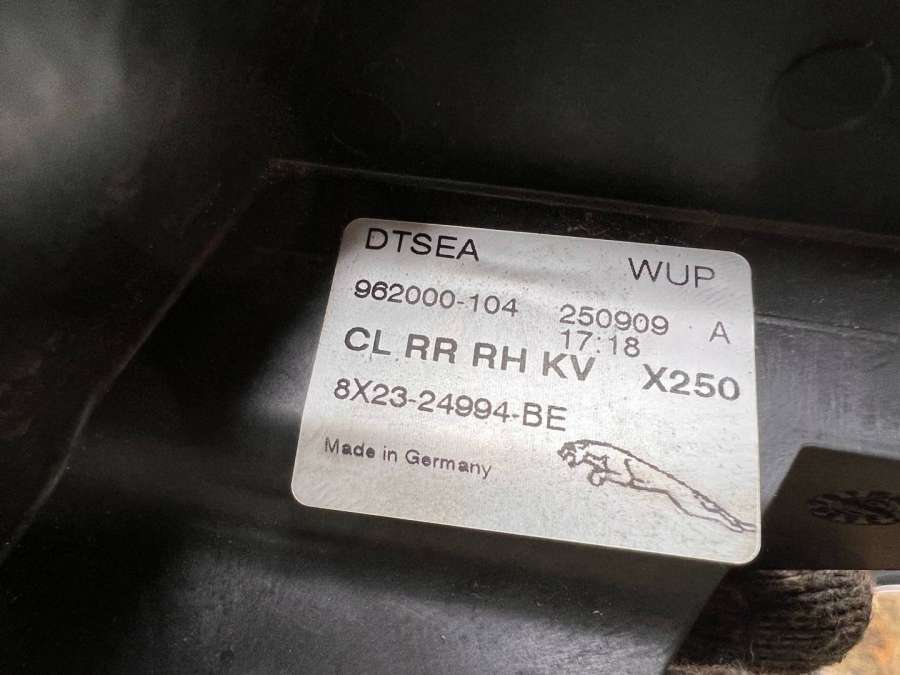 DTSEA WUP
962000-104 250909 A
17:18
CL RR RH KV X250
8X23-24994-BE
Made in Germany